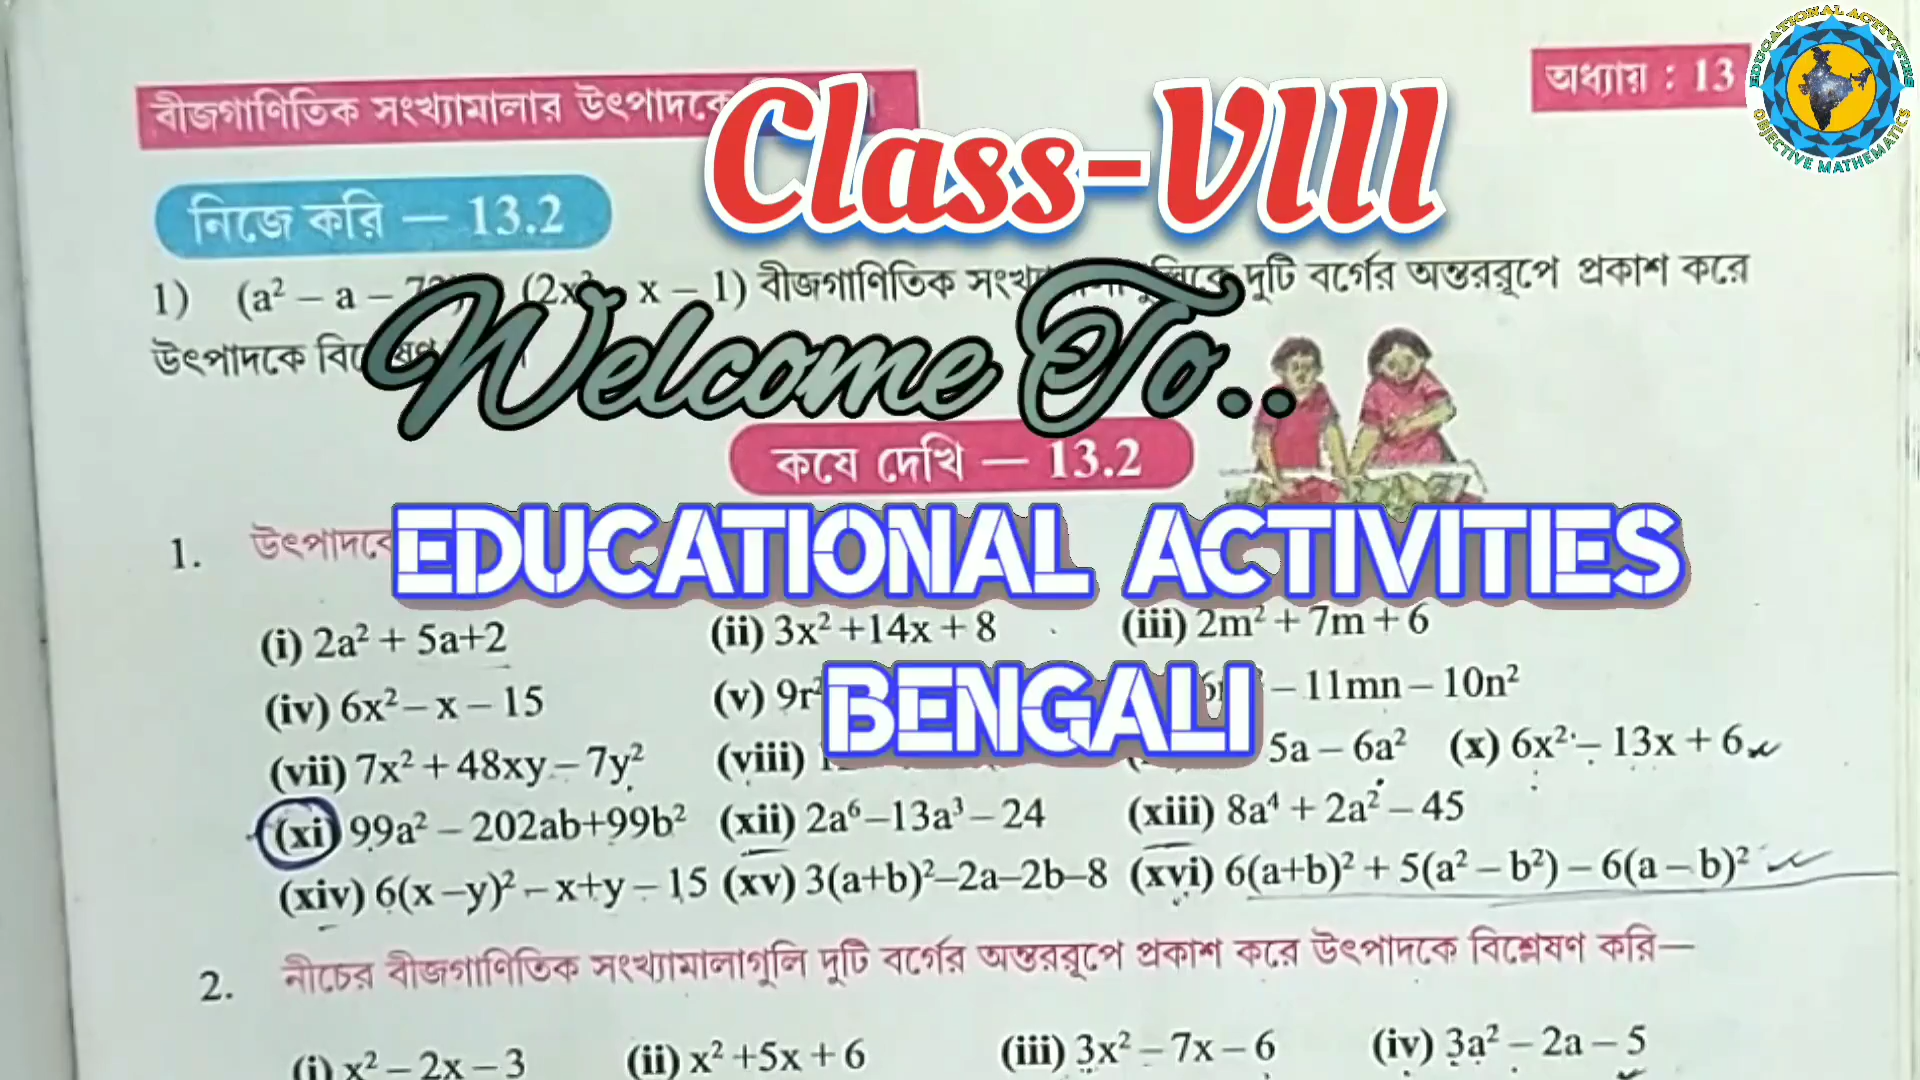 বীজগাণিতিক সংখ্যামালার উৎপাদকে
অধ্যায় : 13
EDUCATIONAL ACTIVITIES
OBJECTIVE MATHEMATICS
Class-VIII
নিজে করি — 13.2
1) (a² – a – (2x² x – 1) বীজগাণিতিক দুটি বর্গের অন্তররূপে প্রকাশ করে
উৎপাদকে
Welcome To..
কষে দেখি — 13.2
1.
EDUCATIONAL ACTIVITIES
(i) 2a² + 5a+2 (ii) 3x² +14x + 8 (iii) 2m² + 7m + 6
(iv) 6x² – x – 15 (v) – 11mn – 10n²
BENGALI
(vii) 7x² + 48xy – 7y² (viii) 5a – 6a² (x) 6x² – 13x + 6
(xi) 99a² – 202ab+99b² (xii) 2a⁶–13a³–24 (xiii) 8a⁴ + 2a² – 45
(xiv) 6(x –y)² – x+y – 15 (xv) 3(a+b)²–2a–2b–8 (xvi) 6(a+b)² + 5(a² – b²) – 6(a – b)²
2. নীচের বীজগাণিতিক সংখ্যামালাগুলি দুটি বর্গের অন্তররূপে প্রকাশ করে উৎপাদকে বিশ্লেষণ করি—
(i) x² – 2x – 3 (ii) x² +5x + 6 (iii) 3x² – 7x – 6 (iv) 3a² – 2a – 5